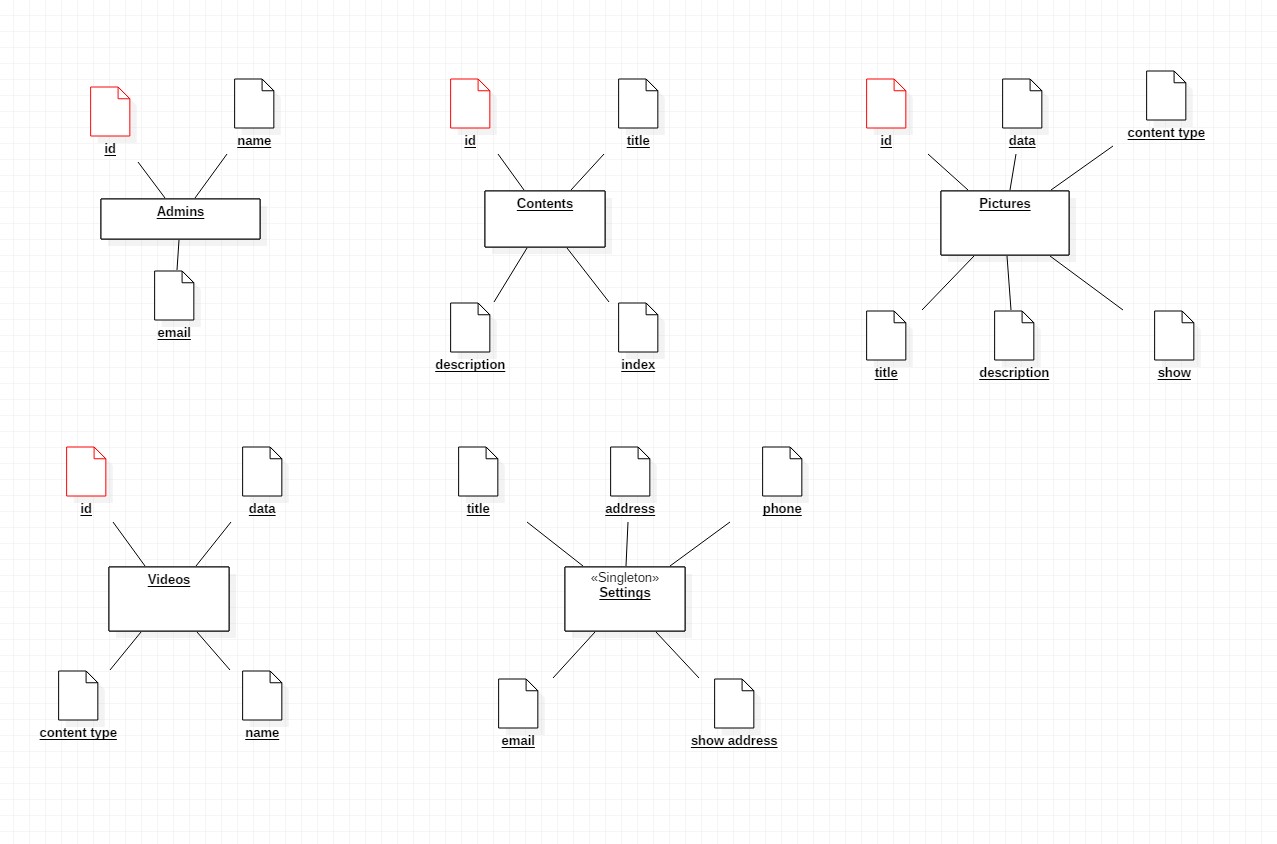 id
name
Admins
email
id
title
Contents
description
index
id
data
content type
Pictures
title
description
show
id
data
Videos
content type
name
title
address
phone
«Singleton»
Settings
email
show address